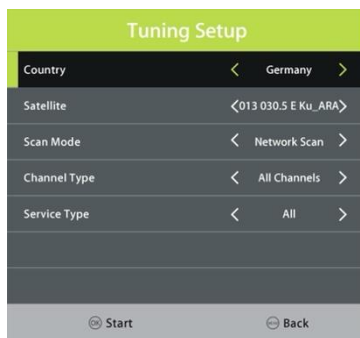 Tuning Setup
Country Germany
Satellite 013 030.5 E Ku_ARA
Scan Mode Network Scan
Channel Type All Channels
Service Type All
OK Start Back